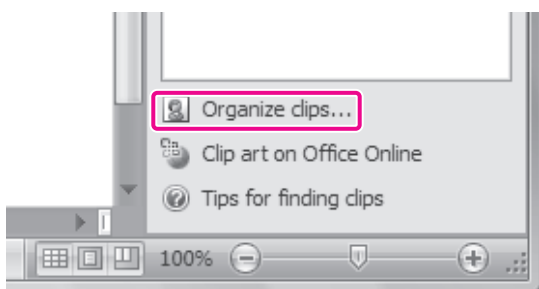 Organize clips...
Clip art on Office Online
Tips for finding clips
100%